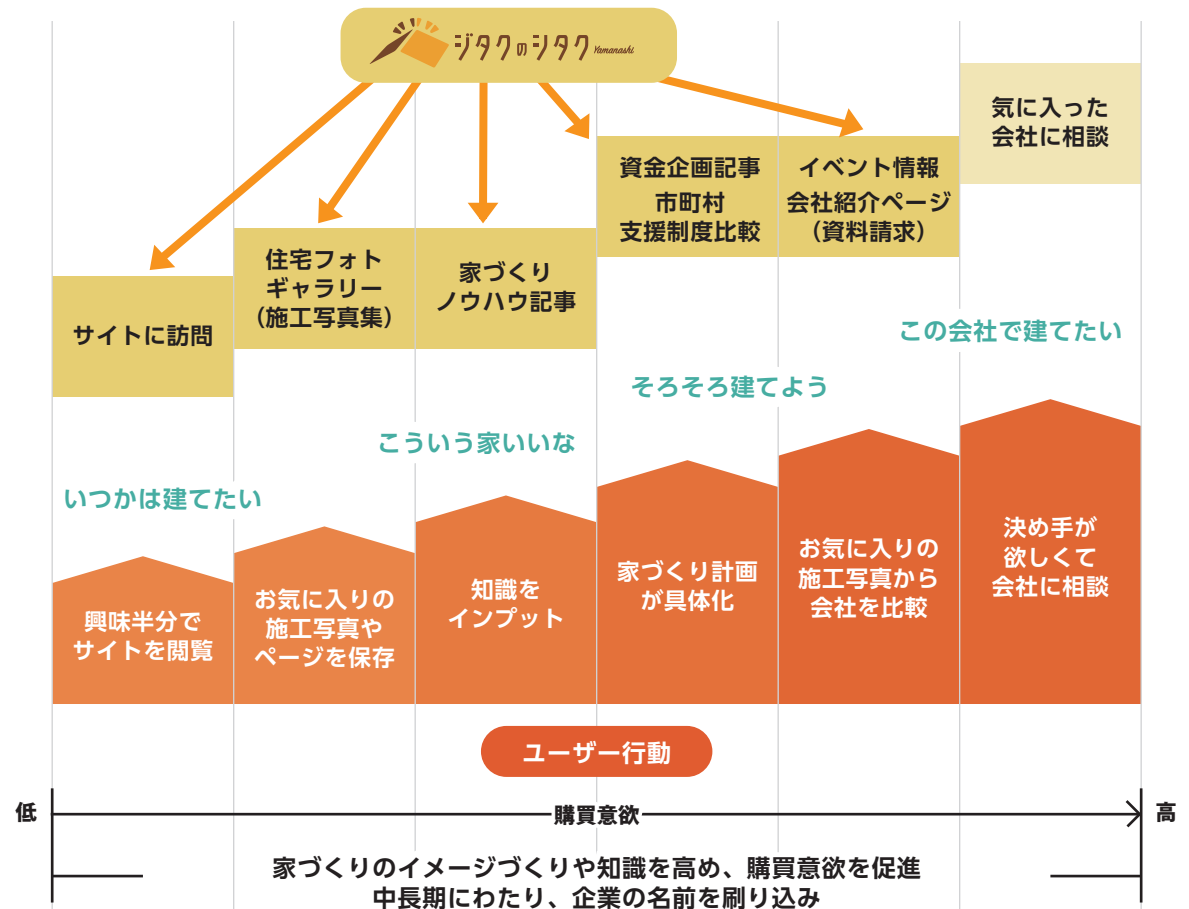 ジタクのシタク Yamanashi
気に入った
会社に相談
資金企画記事
市町村
支援制度比較
イベント情報
会社紹介ページ
（資料請求）
住宅フォト
ギャラリー
（施工写真集）
家づくり
ノウハウ記事
サイトに訪問
この会社で建てたい
そろそろ建てよう
こういう家いいな
いつかは建てたい
興味半分で
サイトを閲覧
お気に入りの
施工写真や
ページを保存
知識を
インプット
家づくり計画
が具体化
お気に入りの
施工写真から
会社を比較
決め手が
欲しくて
会社に相談
ユーザー行動
低
購買意欲
高
家づくりのイメージづくりや知識を高め、購買意欲を促進
中長期にわたり、企業の名前を刷り込み